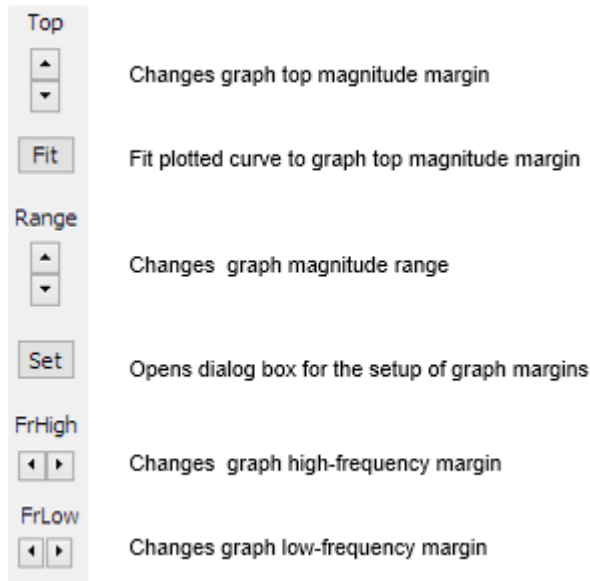 Top
Changes graph top magnitude margin
Fit
Fit plotted curve to graph top magnitude margin
Range
Changes  graph magnitude range
Set
Opens dialog box for the setup of graph margins
FrHigh
Changes  graph high-frequency margin
FrLow
Changes graph low-frequency margin